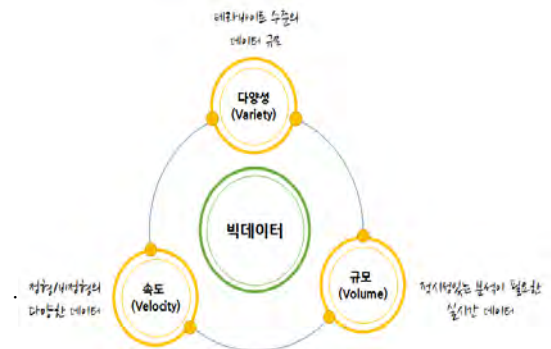 테라바이트 수준의
데이터 규모
다양성
(Variety)
빅데이터
정형/비정형의
다양한 데이터
속도
(Velocity)
규모
(Volume)
적시성있는 분석이 필요한
실시간 데이터